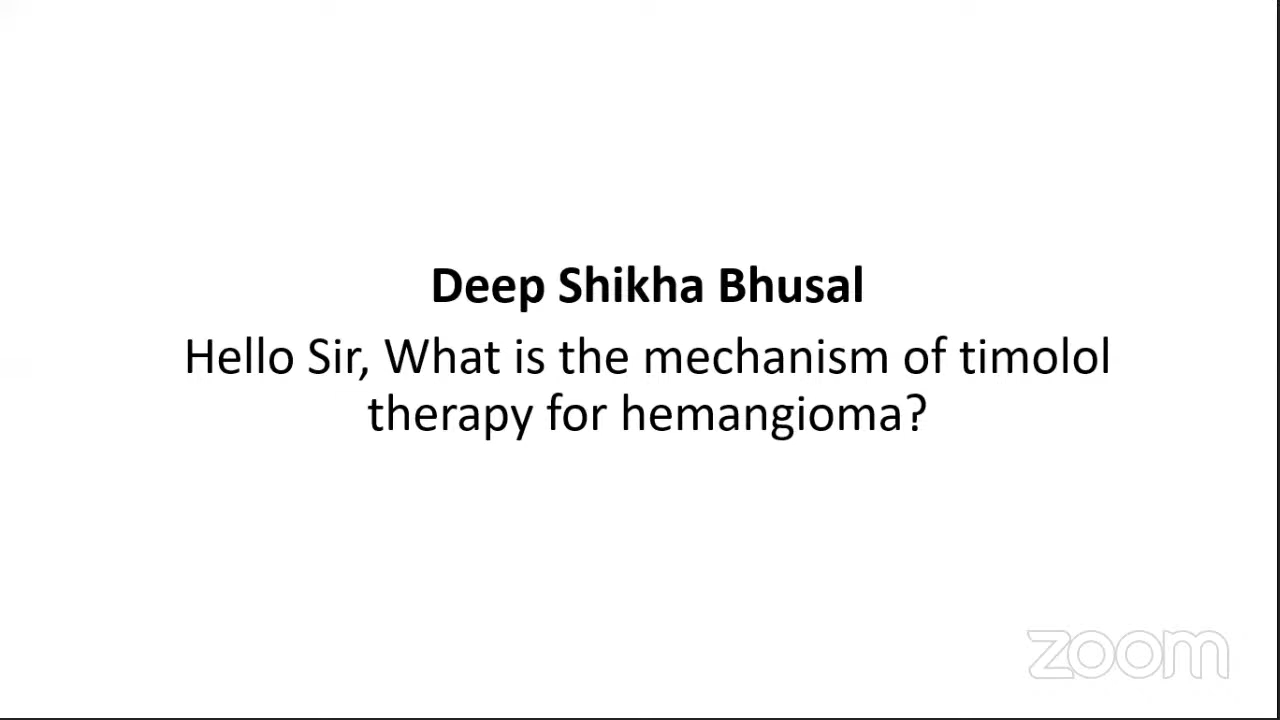 Deep Shikha Bhusal
Hello Sir, What is the mechanism of timolol
therapy for hemangioma?
zoom